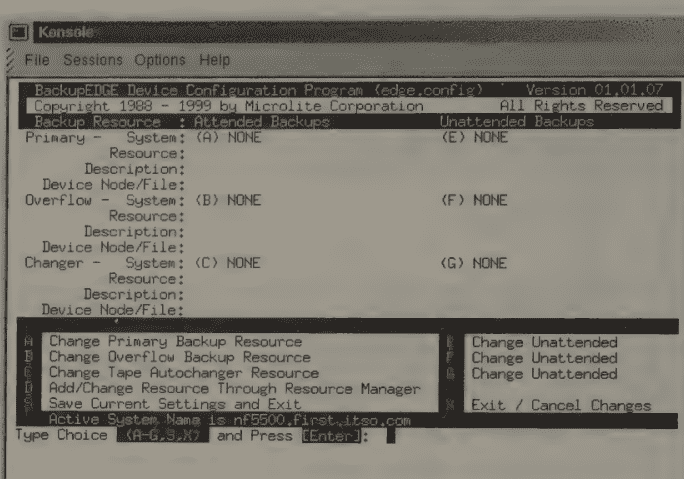 Konsole
File Sessions Options Help
BackupEDGE Device Configuration Program (edge.config) Version 01.01.07
Copyright 1988 - 1999 by Microlite Corporation All Rights Reserved
Backup Resource : Attended Backups Unattended Backups
Primary - System: (A) NONE (E) NONE
Resource:
Description:
Device Node/File:
Overflow - System: (B) NONE (F) NONE
Resource:
Description:
Device Node/File:
Changer - System: (C) NONE (G) NONE
Resource:
Description:
Device Node/File:
A Change Primary Backup Resource E Change Unattended
B Change Overflow Backup Resource F Change Unattended
C Change Tape Autochanger Resource G Change Unattended
D Add/Change Resource Through Resource Manager
S Save Current Settings and Exit X Exit / Cancel Changes
Active System Name is nf5500.first.itso.com
Type Choice (A-G,S,X) and Press [Enter]: